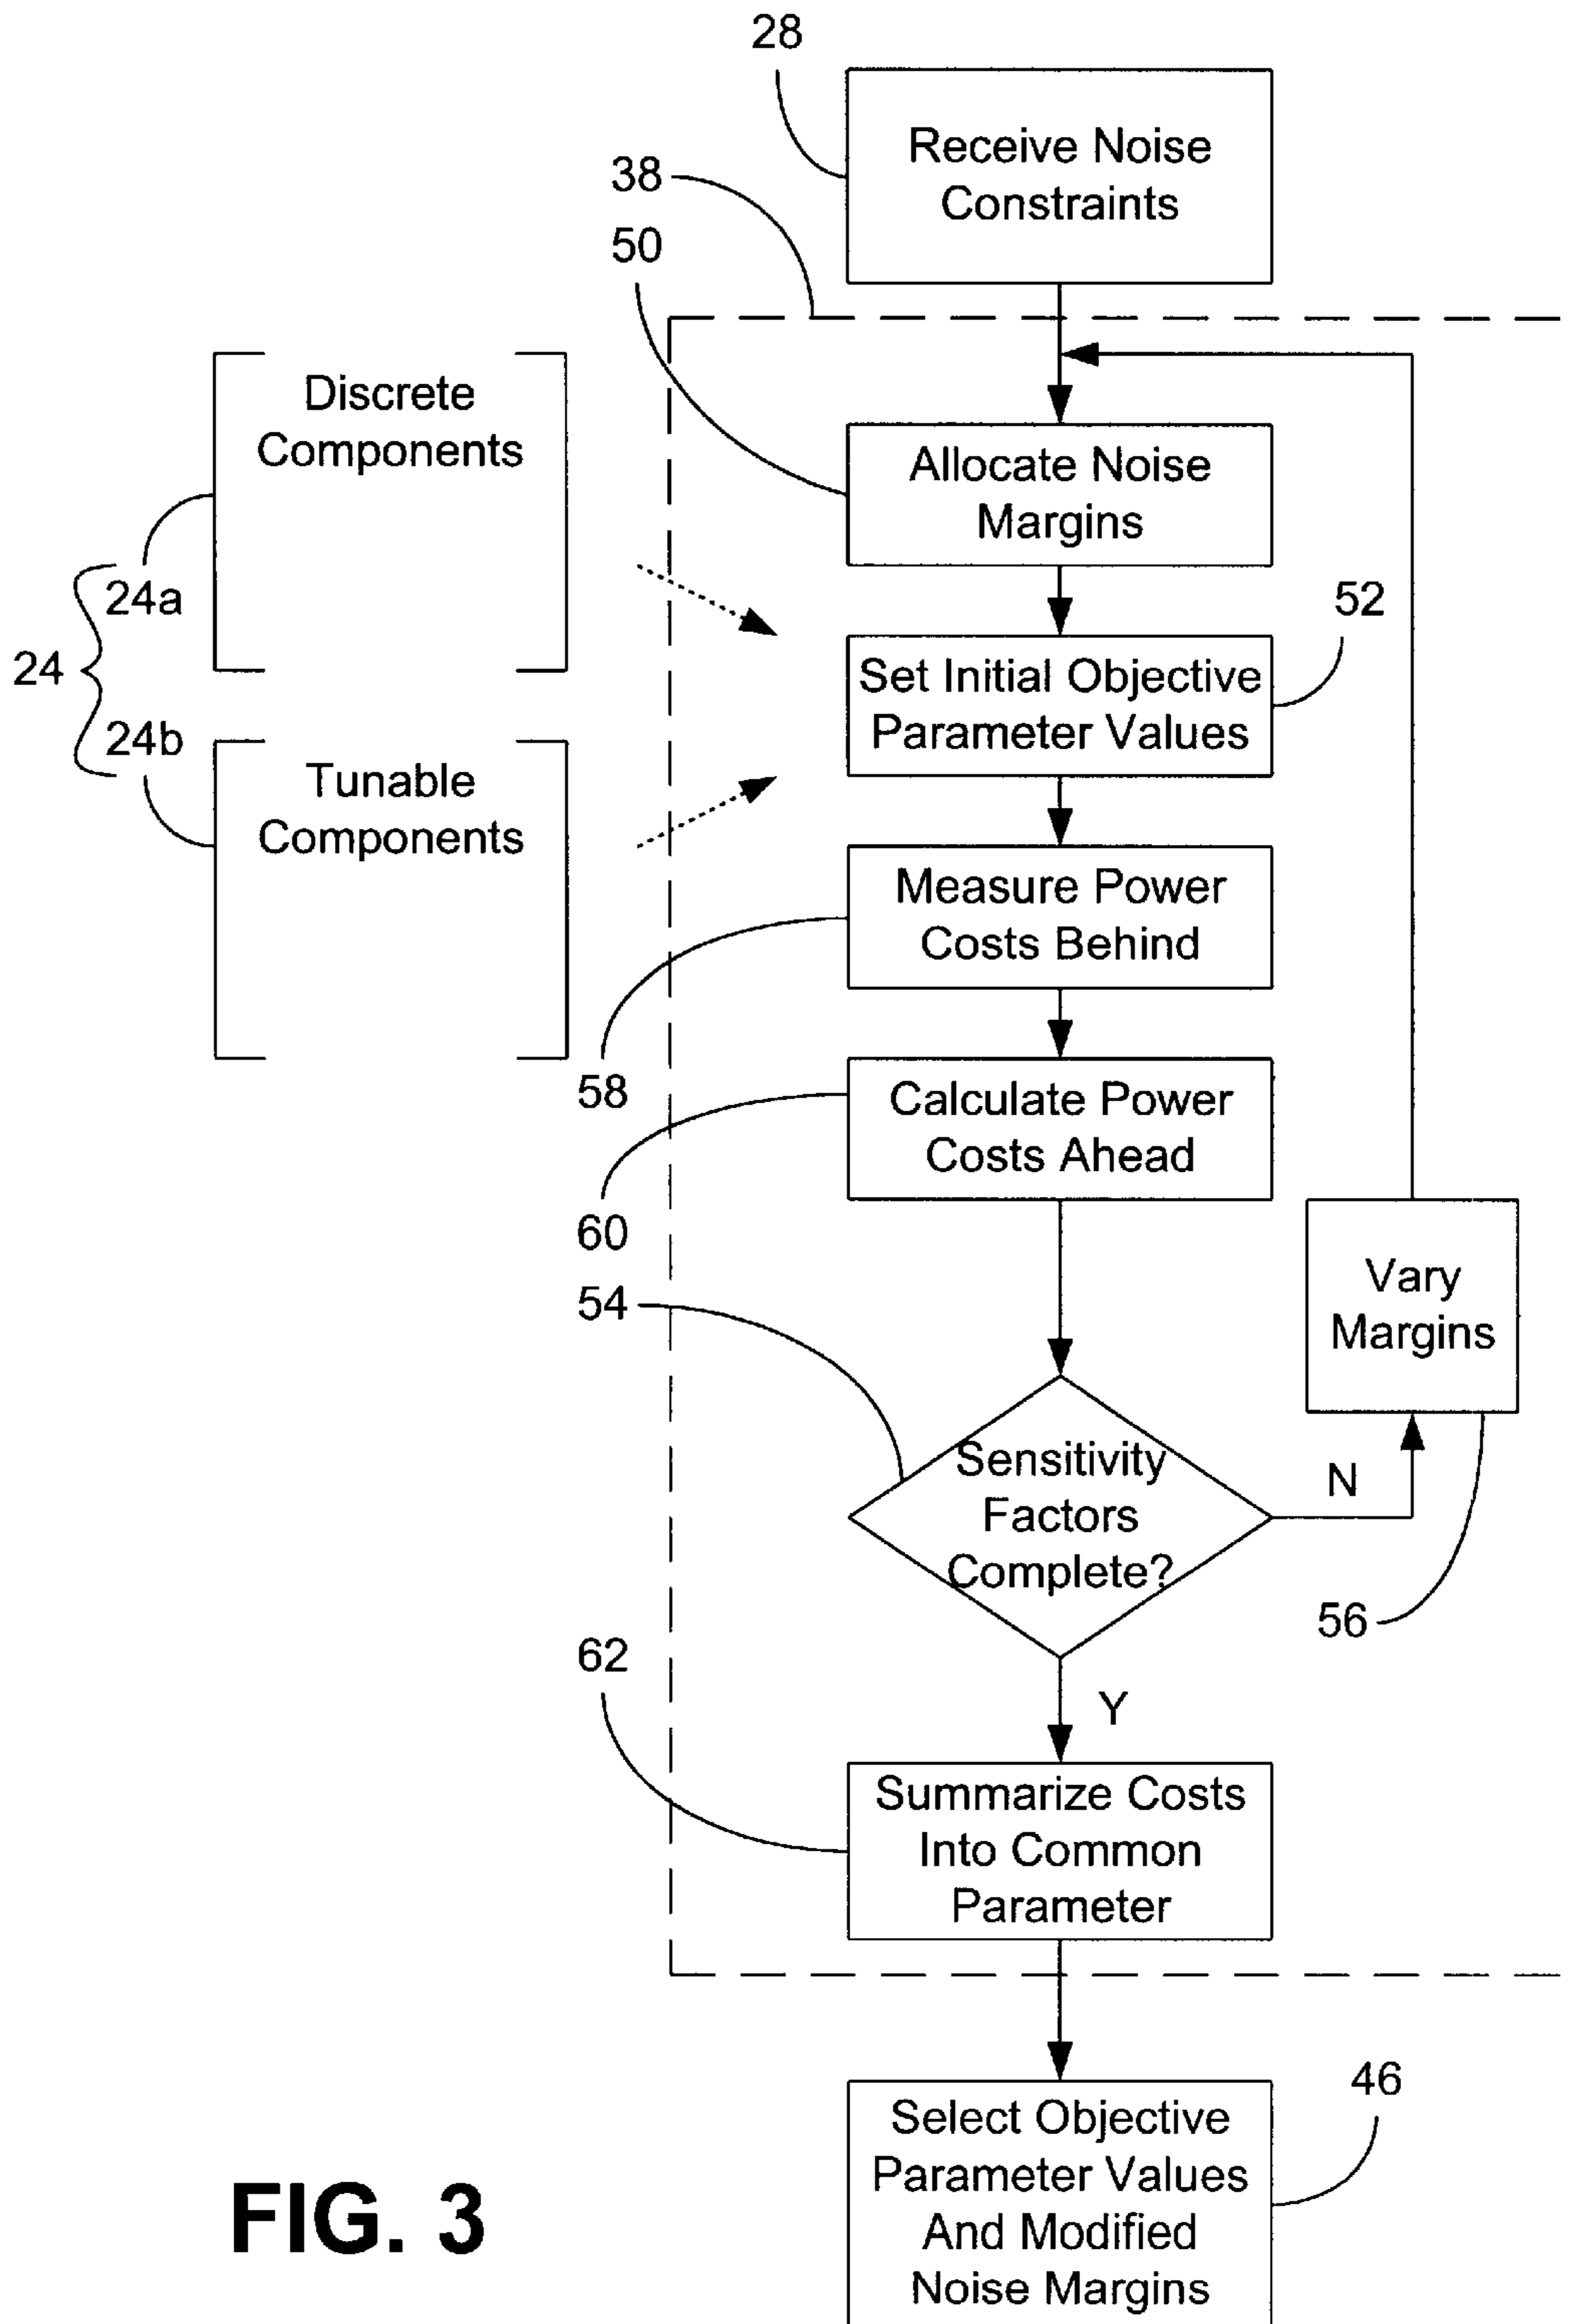 28
Receive Noise
Constraints
38
50
Discrete
Components
Allocate Noise
Margins
24a
52
24
Set Initial Objective
Parameter Values
24b
Tunable
Components
Measure Power
Costs Behind
58
Calculate Power
Costs Ahead
60
54
Vary
Margins
Sensitivity
Factors
Complete?
N
56
62
Y
Summarize Costs
Into Common
Parameter
46
Select Objective
Parameter Values
And Modified
Noise Margins
FIG. 3